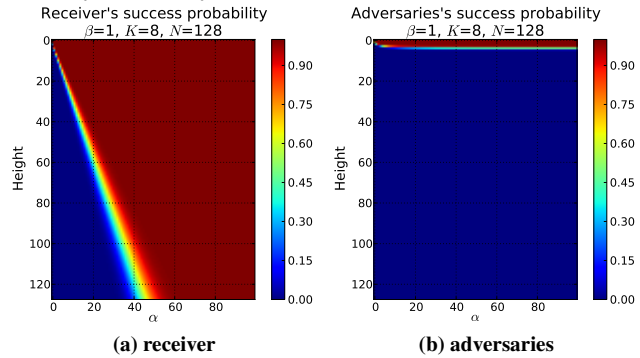 Receiver's success probability
β=1, K=8, N=128
0
20
40
60
80
100
120
Height
20 40 60 80
α
0.90
0.75
0.60
0.45
0.30
0.15
0.00
(a) receiver
Adversaries's success probability
β=1, K=8, N=128
0
20
40
60
80
100
120
Height
20 40 60 80
α
0.90
0.75
0.60
0.45
0.30
0.15
0.00
(b) adversaries